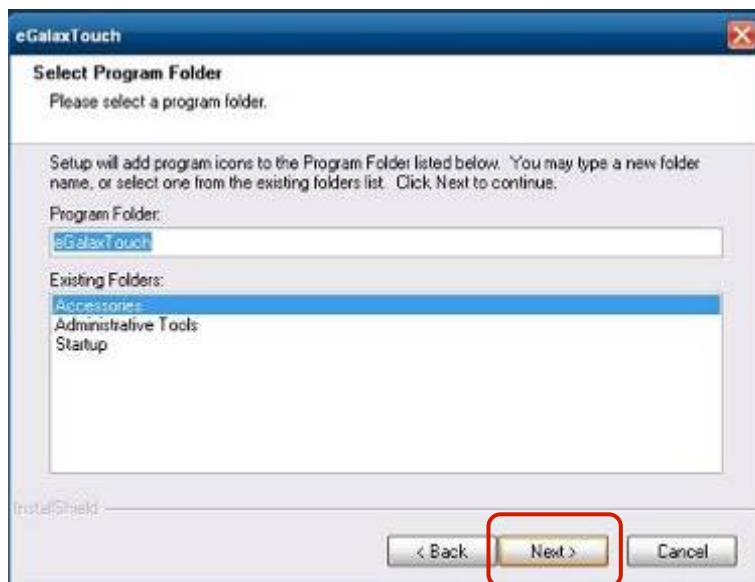 eGalaxTouch
Select Program Folder
Please select a program folder.
Setup will add program icons to the Program Folder listed below. You may type a new folder
name, or select one from the existing folders list. Click Next to continue.
Program Folder:
eGalaxTouch
Existing Folders:
Accessories
Administrative Tools
Startup
InstallShield
< Back Next > Cancel